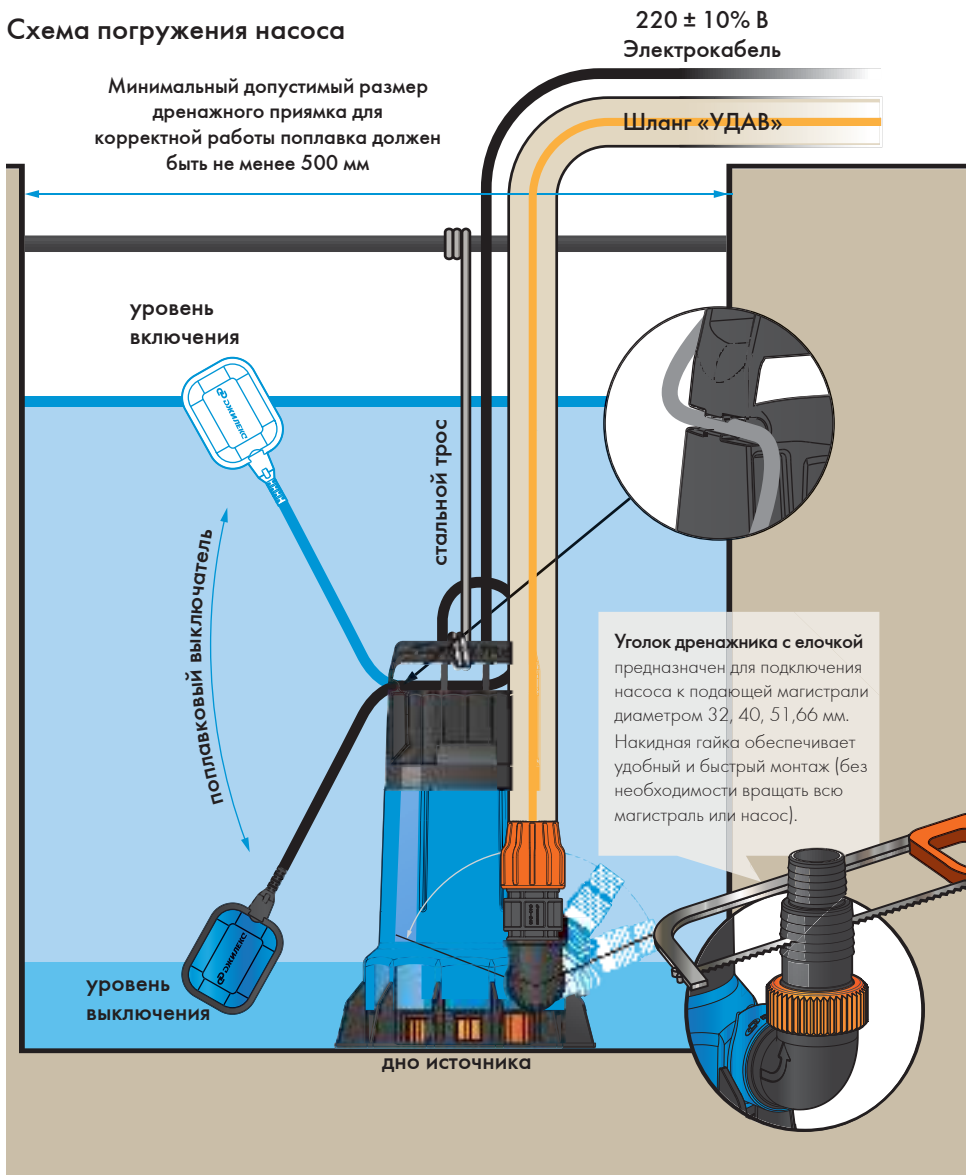 Схема погружения насоса
220 ± 10% В
Электрокабель
Минимальный допустимый размер
дренажного приямка для
корректной работы поплавка должен
быть не менее 500 мм
Шланг «УДАВ»
уровень
включения
ДЖИЛЕКС
стальной трос
поплавковый выключатель
Уголок дренажника с елочкой
предназначен для подключения
насоса к подающей магистрали
диаметром 32, 40, 51,66 мм.
Накидная гайка обеспечивает
удобный и быстрый монтаж (без
необходимости вращать всю
магистраль или насос).
ДЖИЛЕКС
уровень
выключения
дно источника